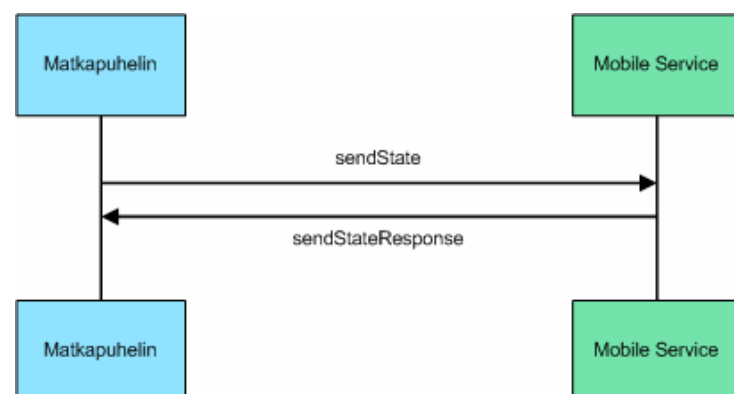 Matkapuhelin
Mobile Service
sendState
sendStateResponse
Matkapuhelin
Mobile Service